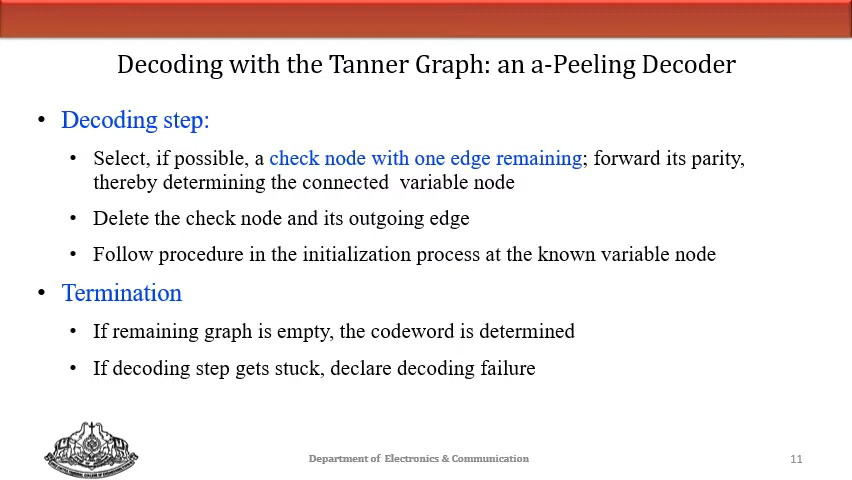 Decoding with the Tanner Graph: an a-Peeling Decoder
• Decoding step:
• Select, if possible, a check node with one edge remaining; forward its parity,
thereby determining the connected variable node
• Delete the check node and its outgoing edge
• Follow procedure in the initialization process at the known variable node
• Termination
• If remaining graph is empty, the codeword is determined
• If decoding step gets stuck, declare decoding failure
Department of Electronics & Communication
11